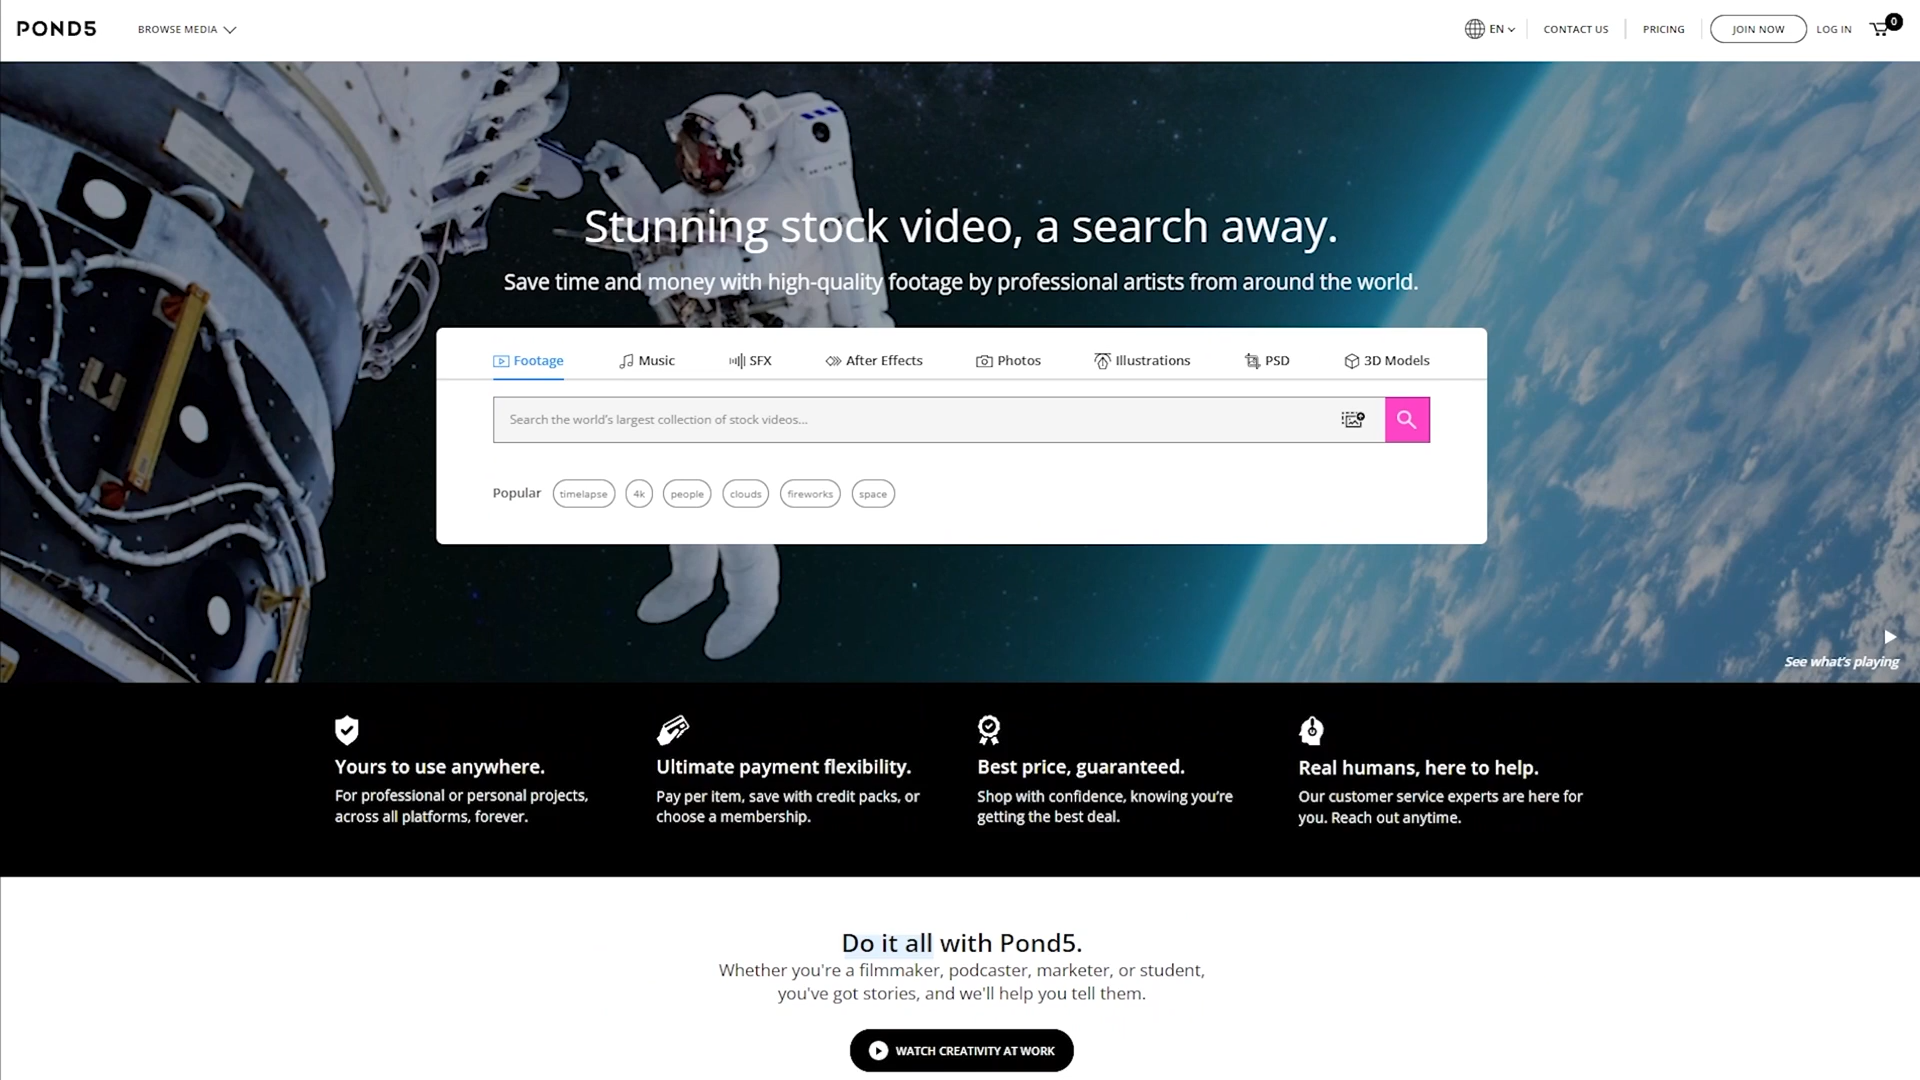 POND5
BROWSE MEDIA
EN
CONTACT US
PRICING
JOIN NOW
LOG IN
0
Stunning stock video, a search away.
Save time and money with high-quality footage by professional artists from around the world.
Footage
Music
SFX
After Effects
Photos
Illustrations
PSD
3D Models
Search the world's largest collection of stock videos...
Popular
timelapse
4k
people
clouds
fireworks
space
See what's playing
Yours to use anywhere.
For professional or personal projects,
across all platforms, forever.
Ultimate payment flexibility.
Pay per item, save with credit packs, or
choose a membership.
Best price, guaranteed.
Shop with confidence, knowing you're
getting the best deal.
Real humans, here to help.
Our customer service experts are here for
you. Reach out anytime.
Do it all with Pond5.
Whether you're a filmmaker, podcaster, marketer, or student,
you've got stories, and we'll help you tell them.
WATCH CREATIVITY AT WORK